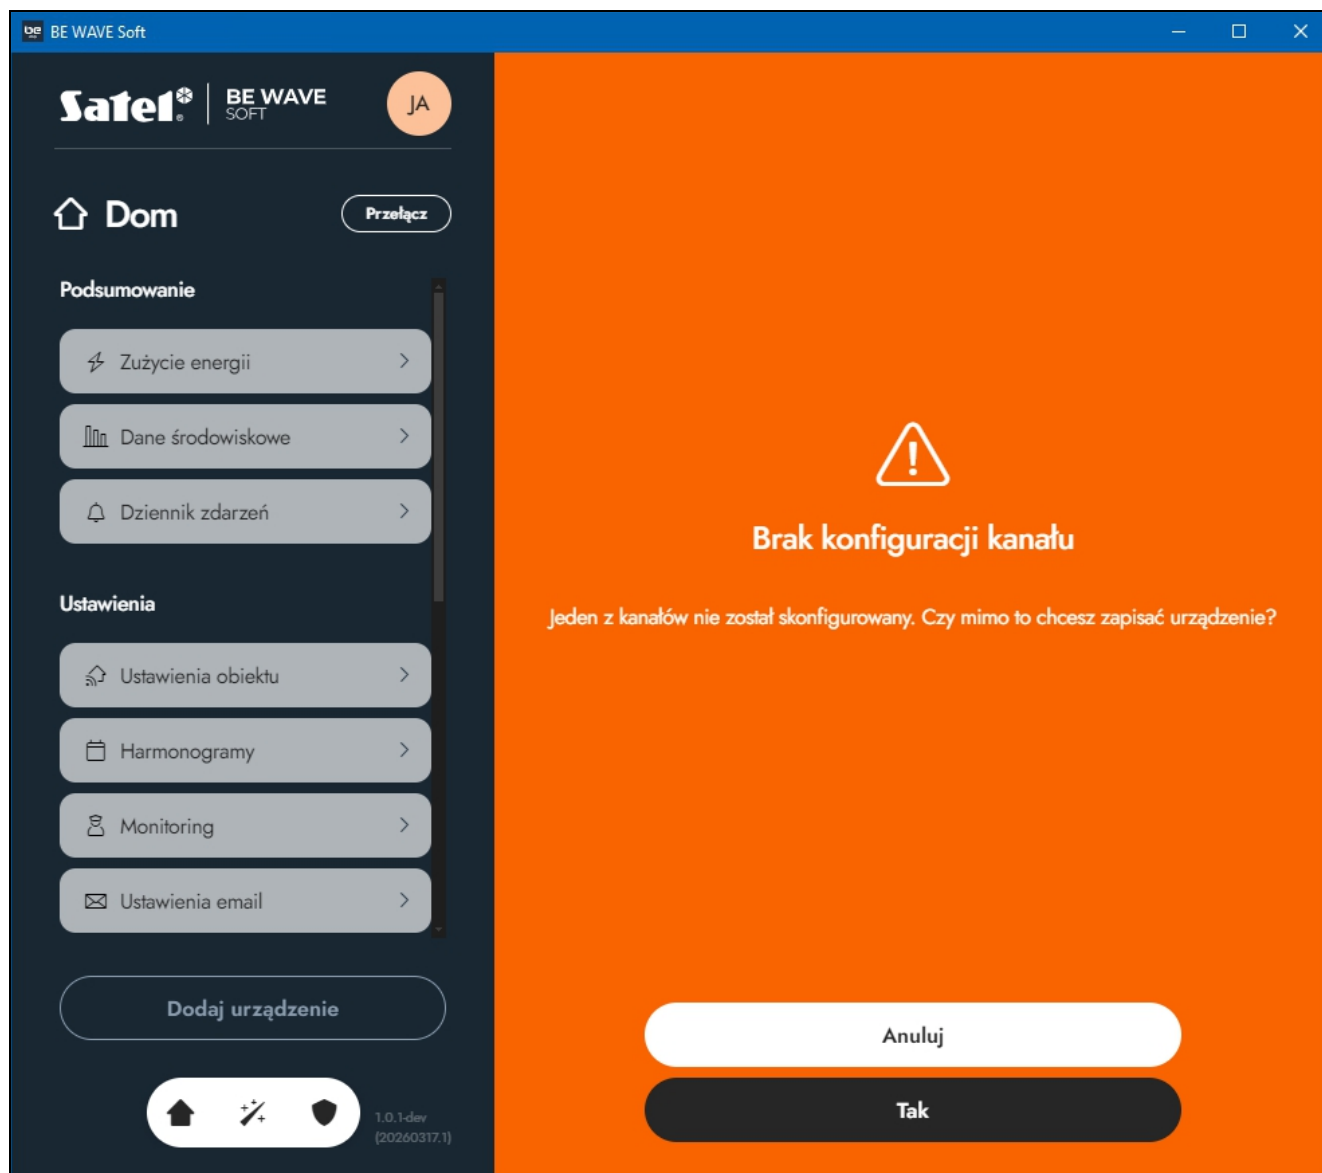 be
BE WAVE Soft
Satel®
BE WAVE
SOFT
JA
Dom
Przełącz
Podsumowanie
Zużycie energii
Dane środowiskowe
Dziennik zdarzeń
Ustawienia
Ustawienia obiektu
Harmonogramy
Monitoring
Ustawienia email
Dodaj urządzenie
1.0.1-dev
(20260317.1)
Brak konfiguracji kanału
Jeden z kanałów nie został skonfigurowany. Czy mimo to chcesz zapisać urządzenie?
Anuluj
Tak